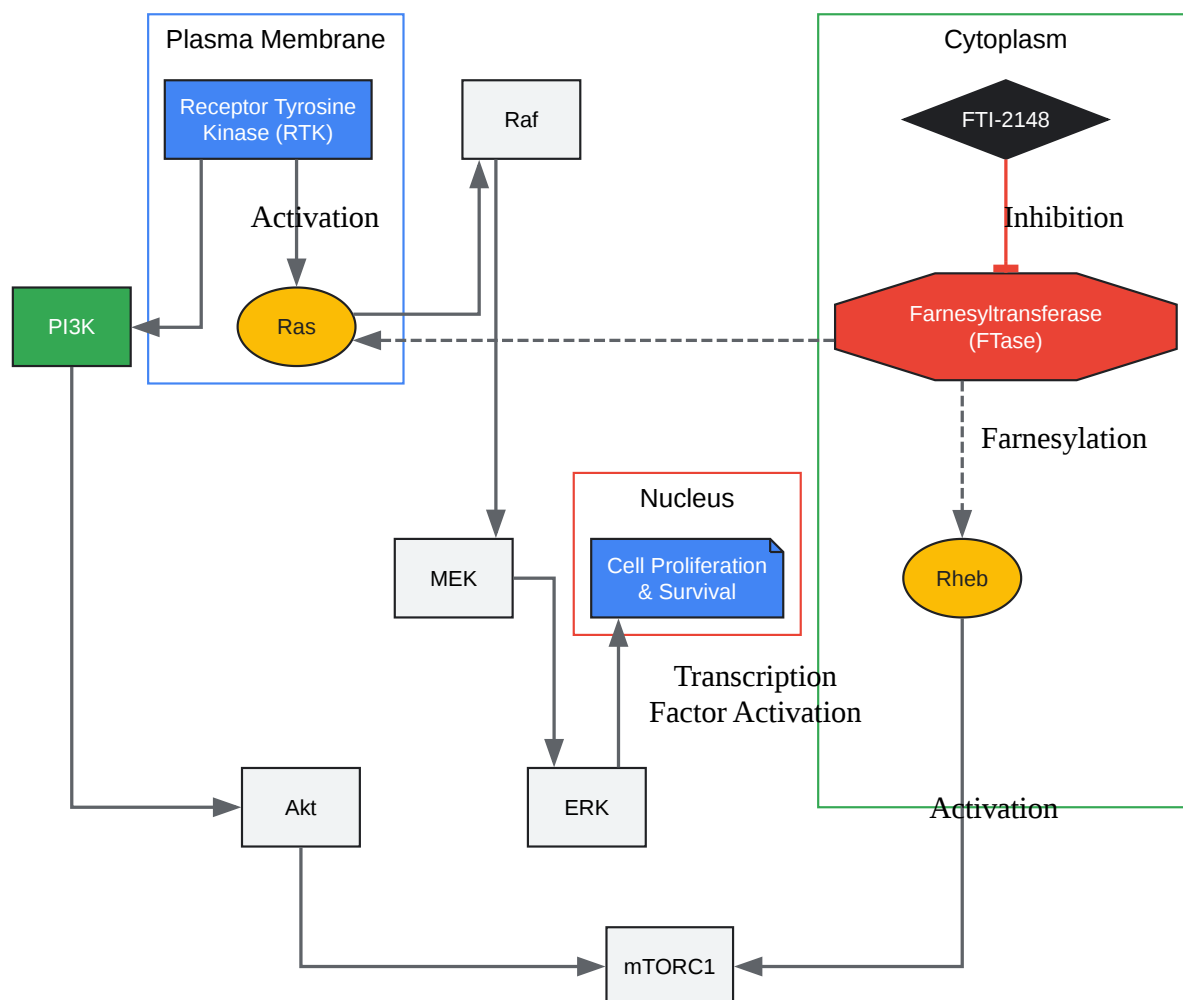 Plasma Membrane
Cytoplasm
Receptor Tyrosine
Kinase (RTK)
Raf
FTI-2148
Activation
Inhibition
PI3K
Ras
Farnesyltransferase
(FTase)
Farnesylation
Nucleus
MEK
Cell Proliferation
& Survival
Rheb
Transcription
Factor Activation
Akt
ERK
Activation
mTORC1